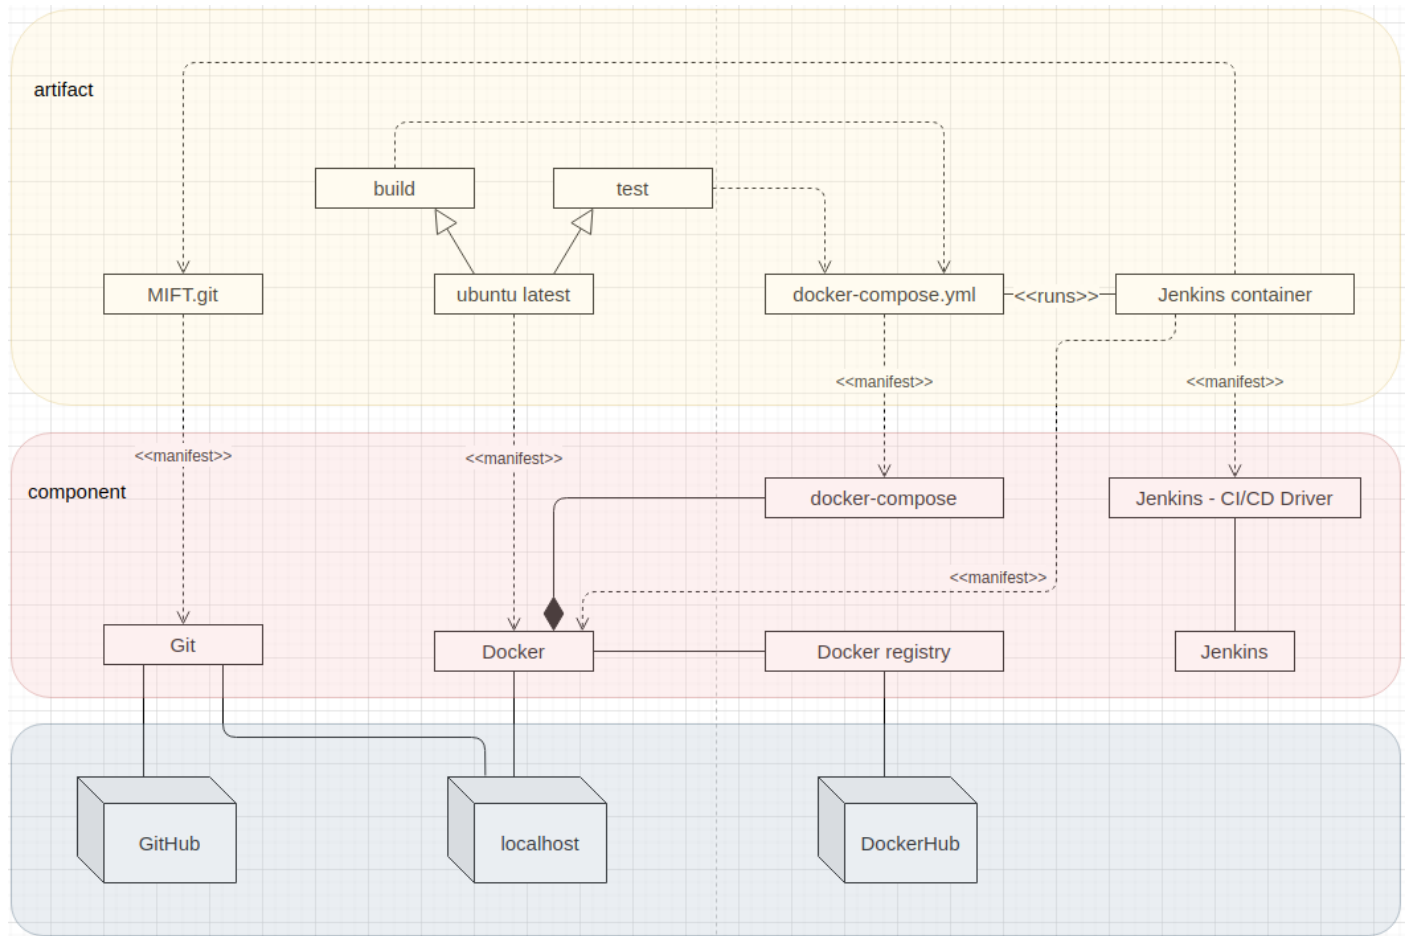 artifact
build
test
MIFT.git
ubuntu latest
docker-compose.yml
<<runs>>
Jenkins container
<<manifest>>
<<manifest>>
<<manifest>>
<<manifest>>
component
docker-compose
Jenkins - CI/CD Driver
<<manifest>>
Git
Docker
Docker registry
Jenkins
GitHub
localhost
DockerHub